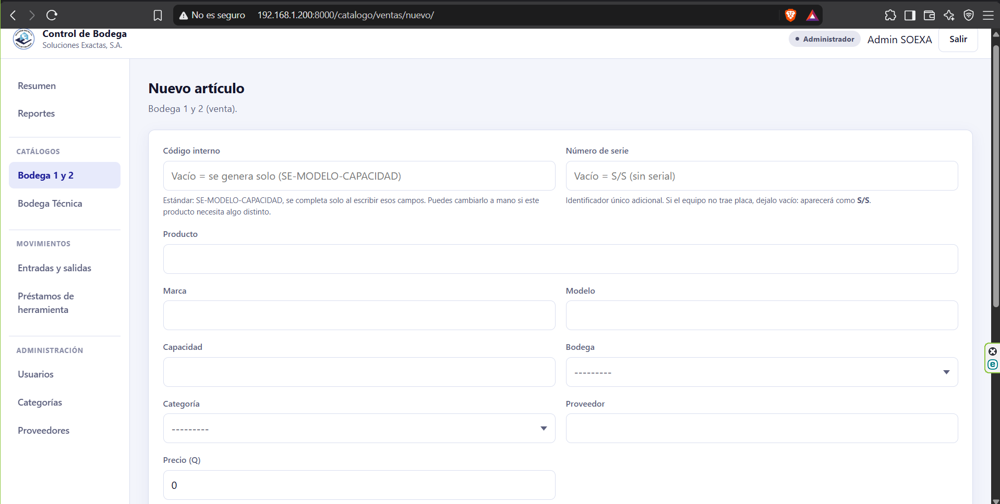 No es seguro 192.168.1.200:8000/catalogo/ventas/nuevo/
Control de Bodega
Soluciones Exactas, S.A.
Administrador Admin SOEXA Salir
Resumen
Reportes
CATÁLOGOS
Bodega 1 y 2
Bodega Técnica
MOVIMIENTOS
Entradas y salidas
Préstamos de
herramienta
ADMINISTRACIÓN
Usuarios
Categorías
Proveedores
Nuevo artículo
Bodega 1 y 2 (venta).
Código interno
Vacío = se genera solo (SE-MODELO-CAPACIDAD)
Estándar: SE-MODELO-CAPACIDAD, se completa solo al escribir esos campos. Puedes cambiarlo a mano si este
producto necesita algo distinto.
Número de serie
Vacío = S/S (sin serial)
Identificador único adicional. Si el equipo no trae placa, dejalo vacío: aparecerá como S/S.
Producto
Marca
Modelo
Capacidad
Bodega
---------
Categoría
---------
Proveedor
Precio (Q)
0